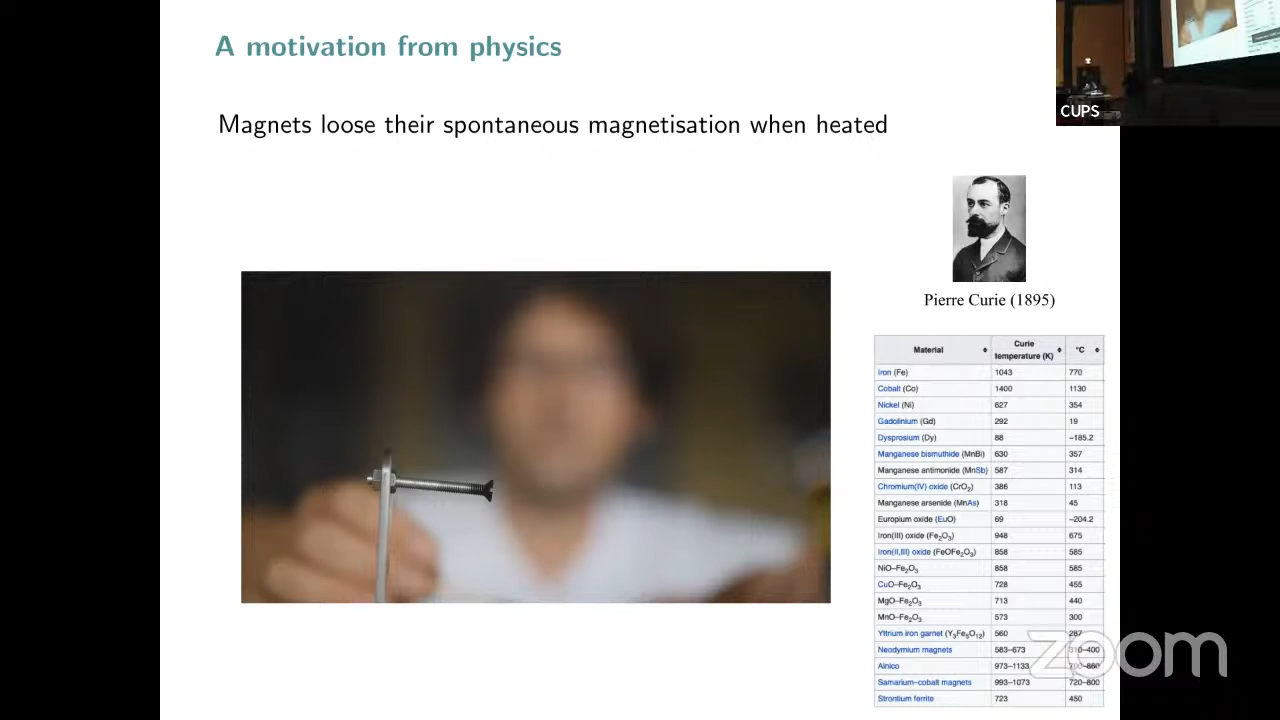 A motivation from physics
CUPS
Magnets loose their spontaneous magnetisation when heated
Pierre Curie (1895)
Material Curie temperature (K) °C
Iron (Fe) 1043 770
Cobalt (Co) 1400 1130
Nickel (Ni) 627 354
Gadolinium (Gd) 292 19
Dysprosium (Dy) 88 −185.2
Manganese bismuthide (MnBi) 630 357
Manganese antimonide (MnSb) 587 314
Chromium(IV) oxide (CrO₂) 386 113
Manganese arsenide (MnAs) 318 45
Europium oxide (EuO) 69 −204.2
Iron(III) oxide (Fe₂O₃) 948 675
Iron(II,III) oxide (FeOFe₂O₃) 858 585
NiO–Fe₂O₃ 858 585
CuO–Fe₂O₃ 728 455
MgO–Fe₂O₃ 713 440
MnO–Fe₂O₃ 573 300
Yttrium iron garnet (Y₃Fe₅O₁₂) 560 287
Neodymium magnets 583–673 310–400
Alnico 973–1133 700–860
Samarium–cobalt magnets 993–1073 720–800
Strontium ferrite 723 450
zoom